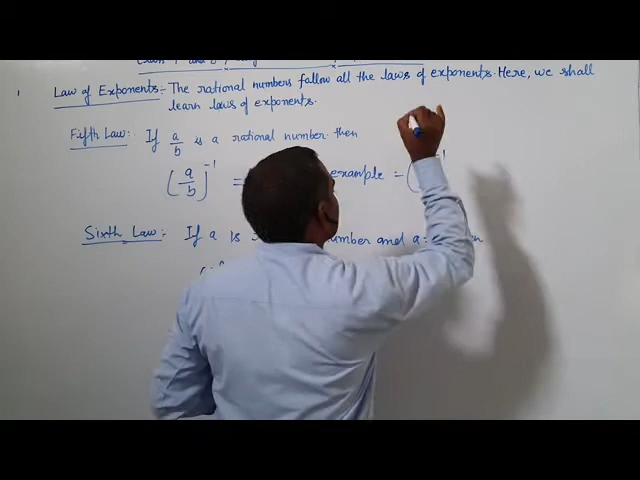 Law of Exponents:- The rational numbers follow all the laws of exponents. Here, we shall
learn laws of exponents.
Fifth Law:- If a/b is a rational number then
(a/b)^-1 = example = ( -1
Sixth Law:- If a is number and a